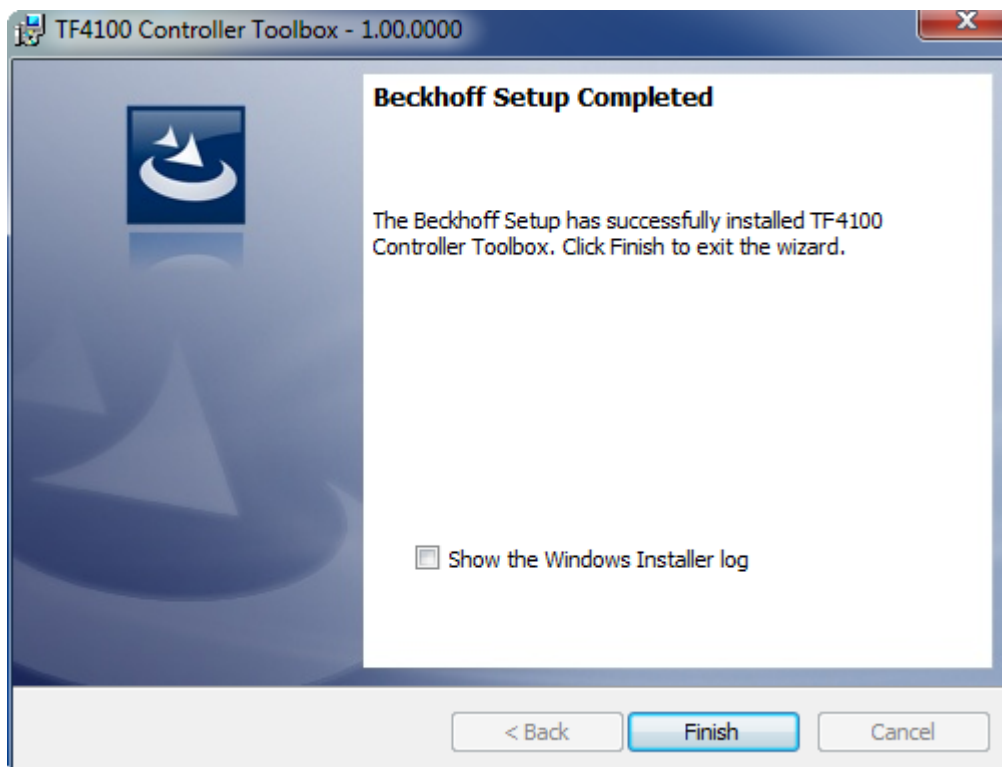 TF4100 Controller Toolbox - 1.00.0000
Beckhoff Setup Completed
The Beckhoff Setup has successfully installed TF4100
Controller Toolbox. Click Finish to exit the wizard.
Show the Windows Installer log
< Back
Finish
Cancel